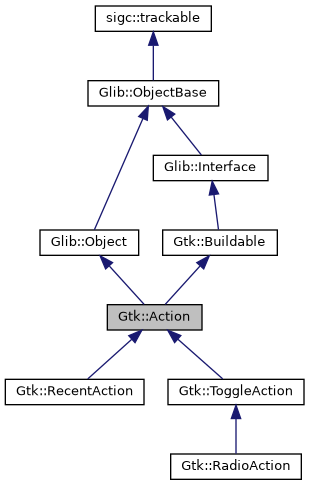 sigc::trackable
Glib::ObjectBase
Glib::Interface
Glib::Object
Gtk::Buildable
Gtk::Action
Gtk::RecentAction
Gtk::ToggleAction
Gtk::RadioAction